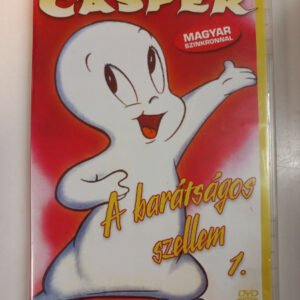 CASPER
MAGYAR
SZINKRONNAL
A barátságos
szellem
1.
DVD